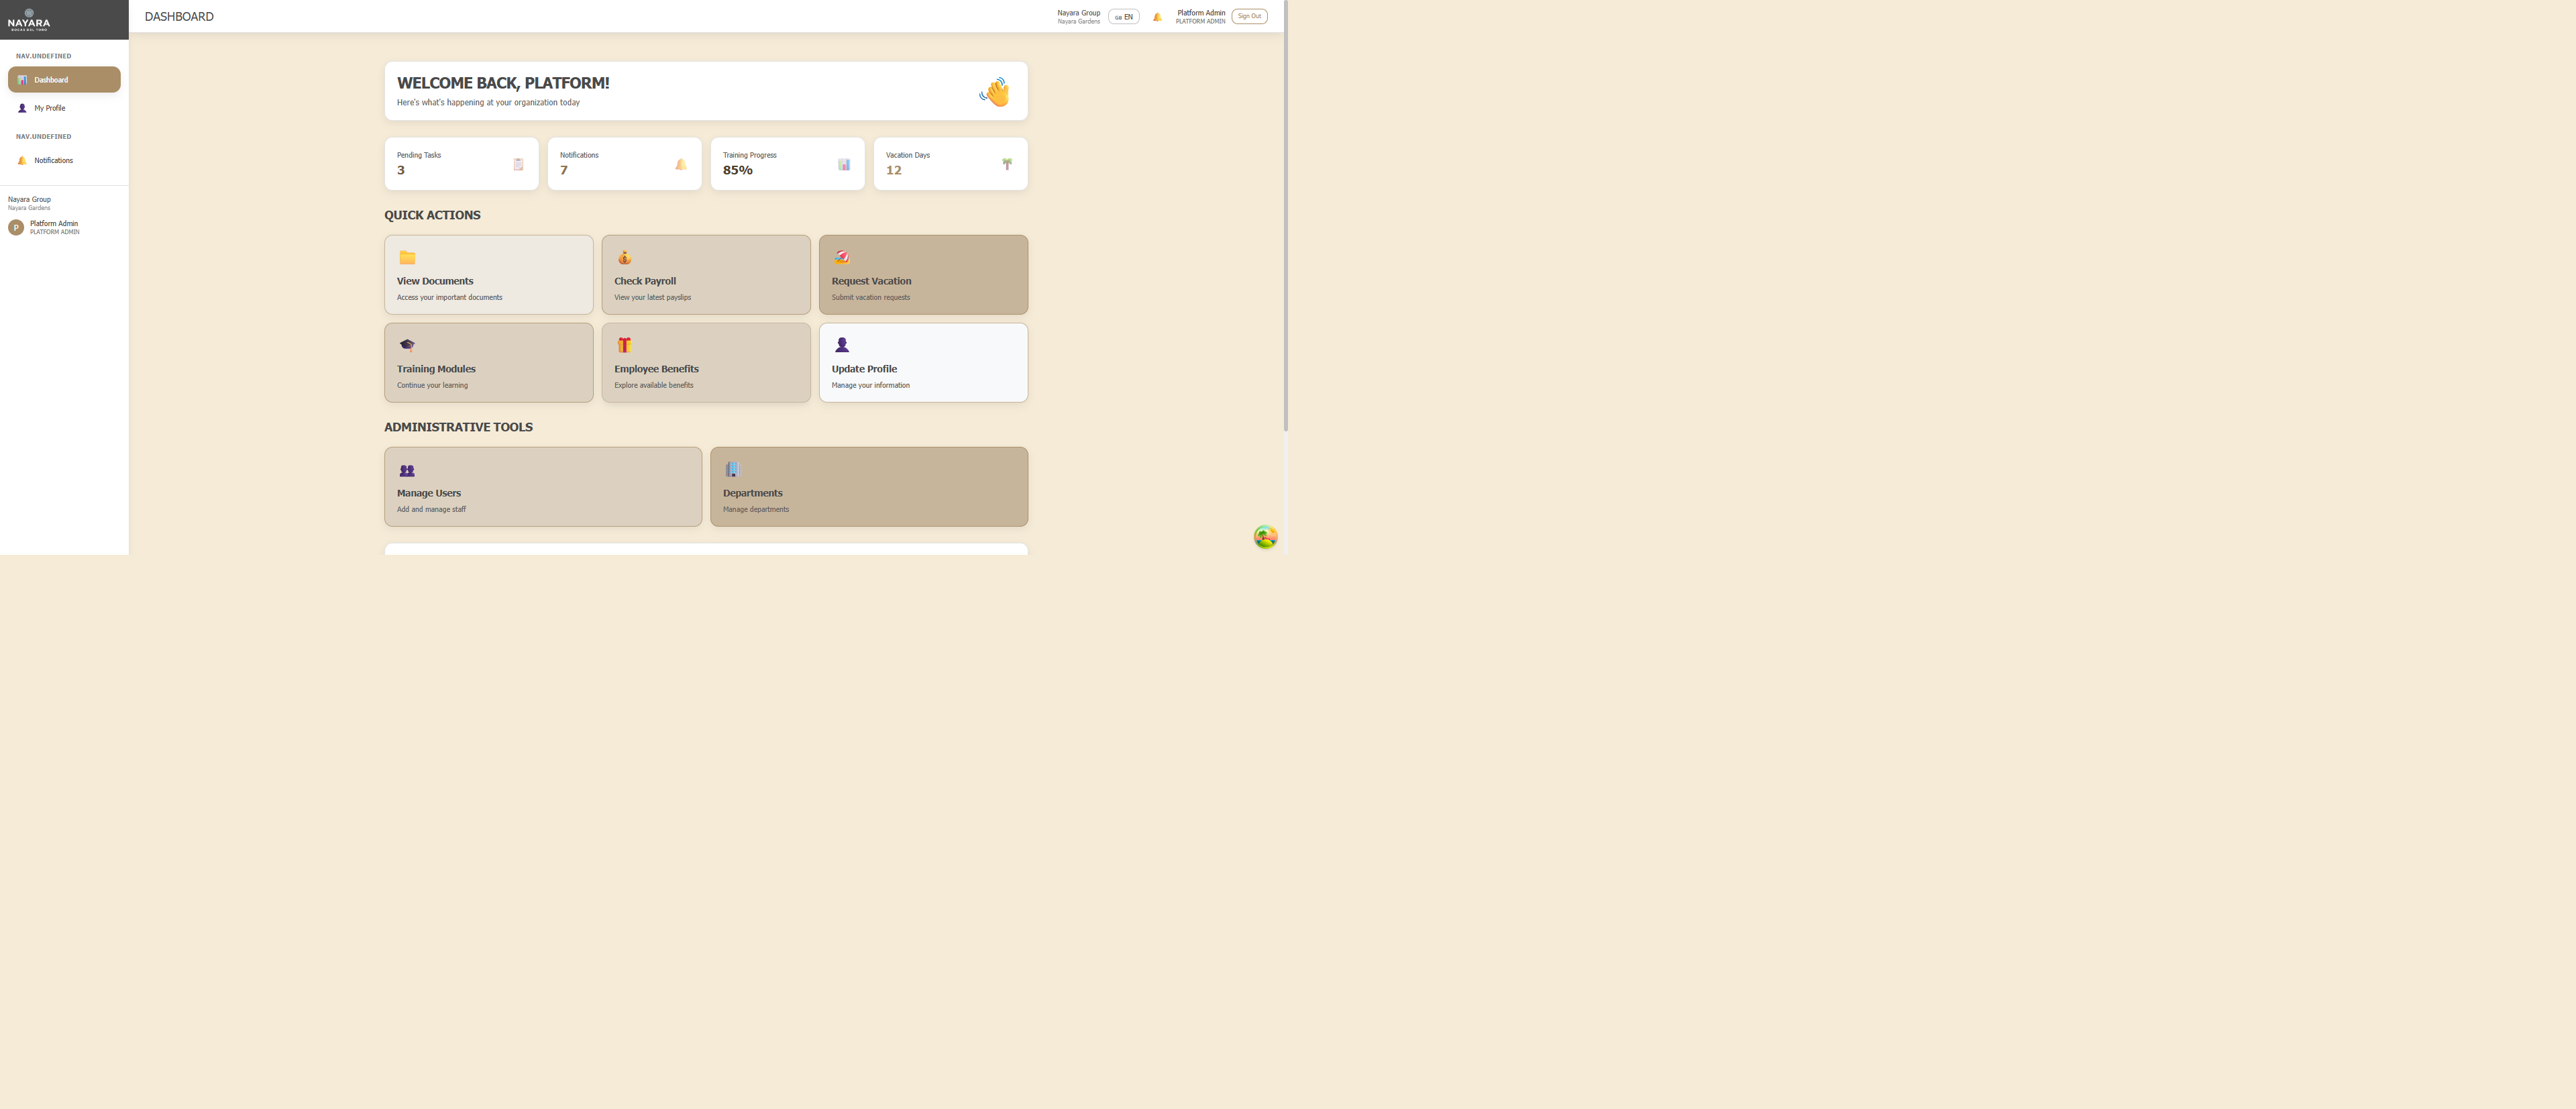 NAYARA
BOCAS DEL TORO
DASHBOARD
Nayara Group
Nayara Gardens
GB EN
Platform Admin
PLATFORM ADMIN
Sign Out
NAV.UNDEFINED
Dashboard
My Profile
NAV.UNDEFINED
Notifications
Nayara Group
Nayara Gardens
P
Platform Admin
PLATFORM ADMIN
WELCOME BACK, PLATFORM!
Here's what's happening at your organization today
Pending Tasks
3
Notifications
7
Training Progress
85%
Vacation Days
12
QUICK ACTIONS
View Documents
Access your important documents
Check Payroll
View your latest payslips
Request Vacation
Submit vacation requests
Training Modules
Continue your learning
Employee Benefits
Explore available benefits
Update Profile
Manage your information
ADMINISTRATIVE TOOLS
Manage Users
Add and manage staff
Departments
Manage departments